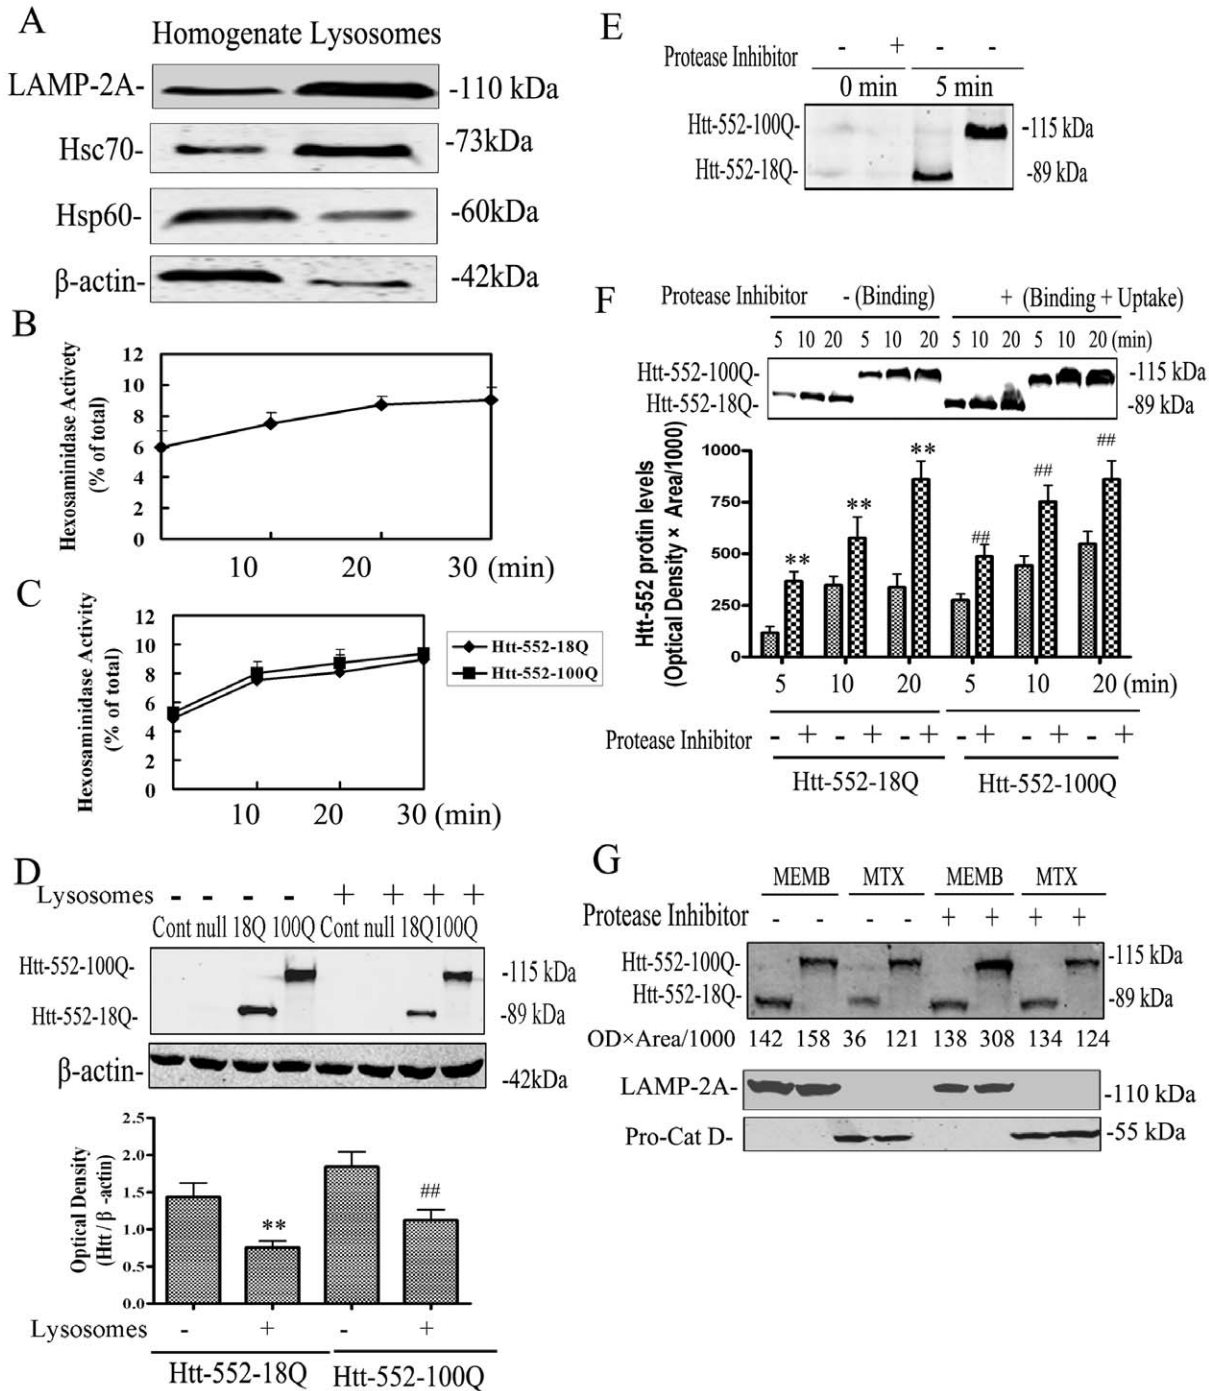 A
Homogenate Lysosomes
LAMP-2A- -110 kDa
Hsc70- -73kDa
Hsp60- -60kDa
β-actin- -42kDa
B
Hexosaminidase Activety
(% of total)
12
10
8
6
4
2
0
10 20 30 (min)
C
Hexosaminidase Activity
(% of total)
12
10
8
6
4
2
0
10 20 30 (min)
Htt-552-18Q
Htt-552-100Q
D
Lysosomes - - - - + + + +
Cont null 18Q 100Q Cont null 18Q 100Q
Htt-552-100Q- -115 kDa
Htt-552-18Q- -89 kDa
β-actin- -42kDa
Optical Density
(Htt / β -actin)
2.5
2.0
1.5
1.0
0.5
0.0
** ##
Lysosomes - + - +
Htt-552-18Q Htt-552-100Q
E
Protease Inhibitor - + - -
0 min 5 min
Htt-552-100Q- -115 kDa
Htt-552-18Q- -89 kDa
F
Protease Inhibitor - (Binding) + (Binding + Uptake)
5 10 20 5 10 20 5 10 20 5 10 20 (min)
Htt-552-100Q- -115 kDa
Htt-552-18Q- -89 kDa
Htt-552 protin levels
(Optical Density × Area/1000)
1000
750
500
250
0
** ** ** ## ## ##
5 10 20 5 10 20 (min)
Protease Inhibitor - + - + - + - + - + - +
Htt-552-18Q Htt-552-100Q
G
MEMB MTX MEMB MTX
Protease Inhibitor - - - - + + + +
Htt-552-100Q- -115 kDa
Htt-552-18Q- -89 kDa
OD×Area/1000 142 158 36 121 138 308 134 124
LAMP-2A- -110 kDa
Pro-Cat D- -55 kDa